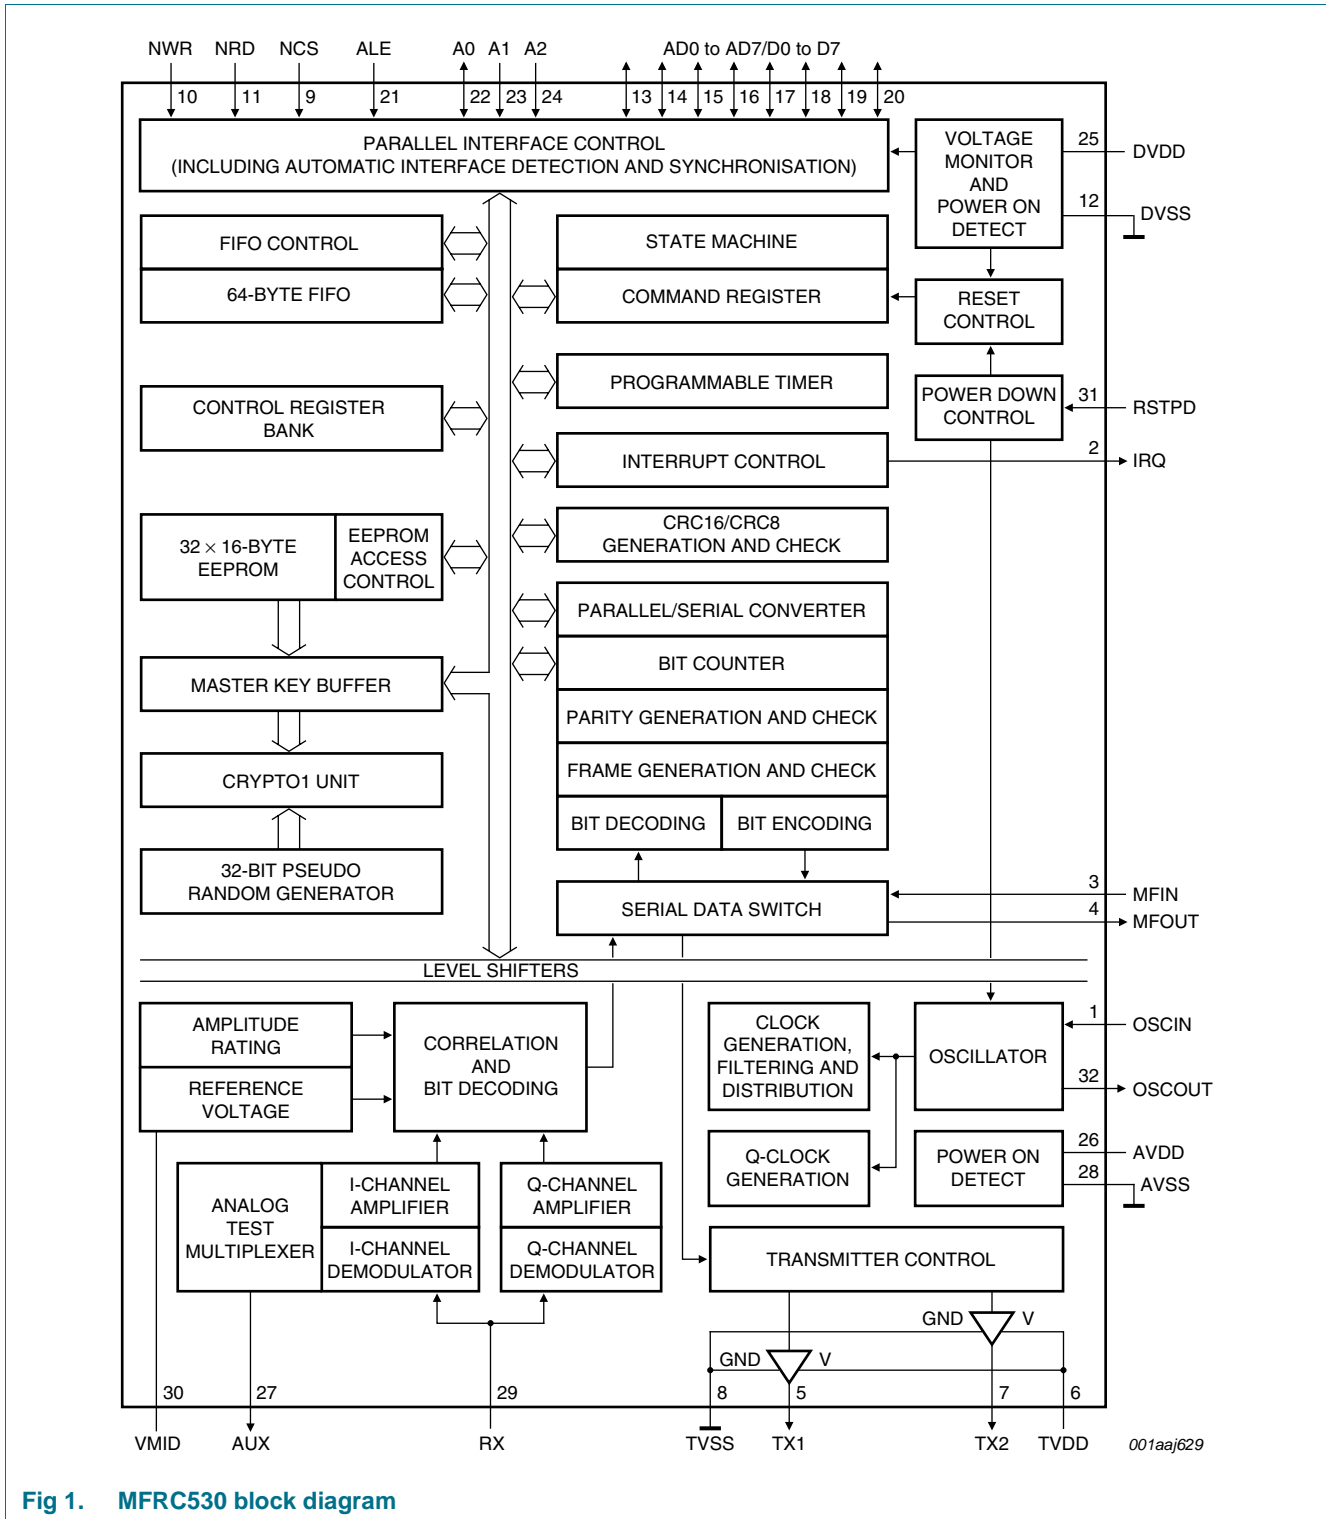 NWR NRD NCS ALE A0 A1 A2 AD0 to AD7/D0 to D7
10 11 9 21 22 23 24 13 14 15 16 17 18 19 20
PARALLEL INTERFACE CONTROL
(INCLUDING AUTOMATIC INTERFACE DETECTION AND SYNCHRONISATION)
VOLTAGE
MONITOR
AND
POWER ON
DETECT
25
DVDD
12
DVSS
FIFO CONTROL
64-BYTE FIFO
STATE MACHINE
COMMAND REGISTER
RESET
CONTROL
PROGRAMMABLE TIMER
POWER DOWN
CONTROL
31
RSTPD
CONTROL REGISTER
BANK
INTERRUPT CONTROL
2
IRQ
CRC16/CRC8
GENERATION AND CHECK
32 × 16-BYTE
EEPROM
EEPROM
ACCESS
CONTROL
PARALLEL/SERIAL CONVERTER
BIT COUNTER
MASTER KEY BUFFER
PARITY GENERATION AND CHECK
FRAME GENERATION AND CHECK
CRYPTO1 UNIT
BIT DECODING
BIT ENCODING
32-BIT PSEUDO
RANDOM GENERATOR
SERIAL DATA SWITCH
3
MFIN
4
MFOUT
LEVEL SHIFTERS
AMPLITUDE
RATING
REFERENCE
VOLTAGE
CORRELATION
AND
BIT DECODING
CLOCK
GENERATION,
FILTERING AND
DISTRIBUTION
OSCILLATOR
1
OSCIN
32
OSCOUT
Q-CLOCK
GENERATION
POWER ON
DETECT
26
AVDD
28
AVSS
ANALOG
TEST
MULTIPLEXER
I-CHANNEL
AMPLIFIER
I-CHANNEL
DEMODULATOR
Q-CHANNEL
AMPLIFIER
Q-CHANNEL
DEMODULATOR
TRANSMITTER CONTROL
GND V
GND V
30 27 29 8 5 7 6
VMID AUX RX TVSS TX1 TX2 TVDD
001aaj629
Fig 1. MFRC530 block diagram